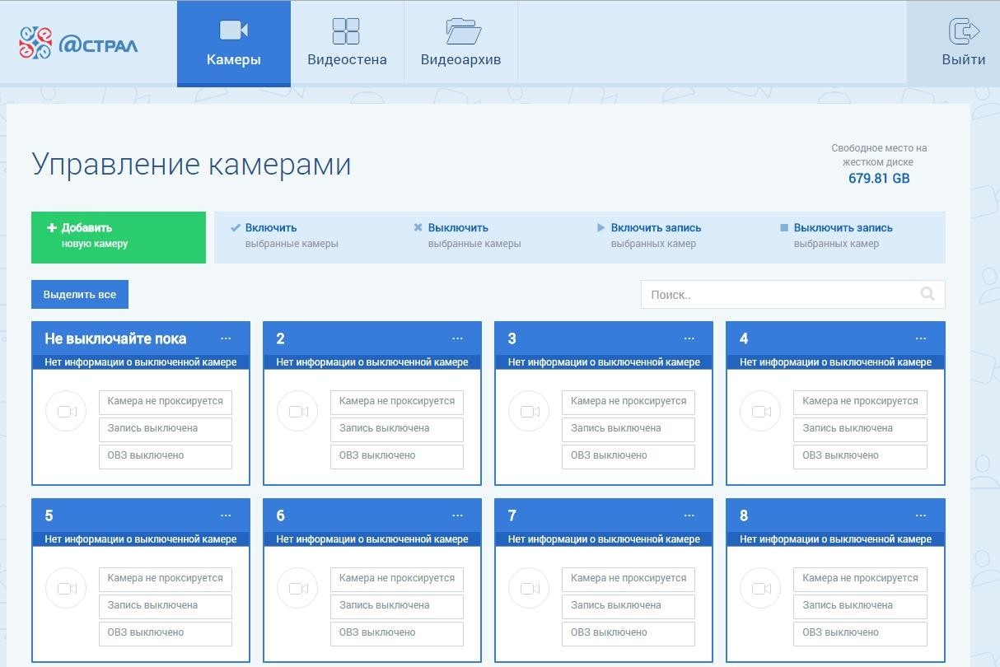 @СТРАЛ
Камеры
Видеостена
Видеоархив
Выйти
Управление камерами
Свободное место на
жестком диске
679.81 GB
Добавить
новую камеру
Включить
выбранные камеры
Выключить
выбранные камеры
Включить запись
выбранных камер
Выключить запись
выбранных камер
Выделить все
Поиск..
Не выключайте пока ...
Нет информации о выключенной камере
Камера не проксируется
Запись выключена
ОВЗ выключено
2 ...
Нет информации о выключенной камере
Камера не проксируется
Запись выключена
ОВЗ выключено
3 ...
Нет информации о выключенной камере
Камера не проксируется
Запись выключена
ОВЗ выключено
4 ...
Нет информации о выключенной камере
Камера не проксируется
Запись выключена
ОВЗ выключено
5 ...
Нет информации о выключенной камере
Камера не проксируется
Запись выключена
ОВЗ выключено
6 ...
Нет информации о выключенной камере
Камера не проксируется
Запись выключена
ОВЗ выключено
7 ...
Нет информации о выключенной камере
Камера не проксируется
Запись выключена
ОВЗ выключено
8 ...
Нет информации о выключенной камере
Камера не проксируется
Запись выключена
ОВЗ выключено